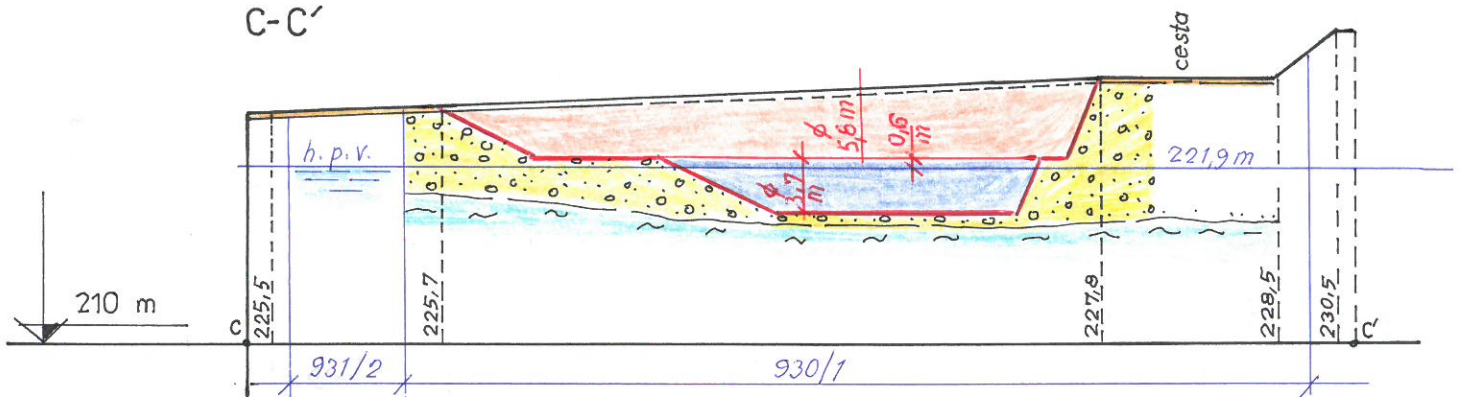 C-C'
cesta
h.p.v.
φ
5,8 m
0,6
m
221,9 m
φ
3,7
m
210 m
C
225,5
225,7
227,8
228,5
230,5
C'
931/2
930/1